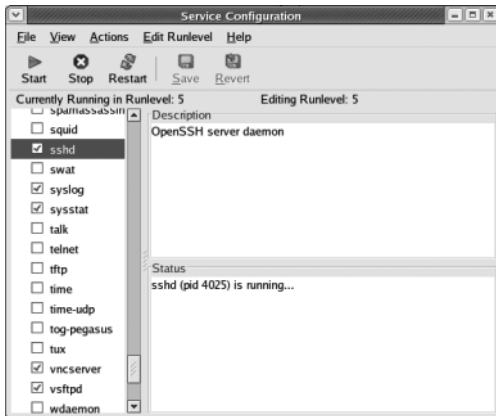 Service Configuration
File View Actions Edit Runlevel Help
Start Stop Restart Save Revert
Currently Running in Runlevel: 5 Editing Runlevel: 5
spamassassin
squid
sshd
swat
syslog
sysstat
talk
telnet
tftp
time
time-udp
tog-pegasus
tux
vncserver
vsftpd
wdaemon
Description
OpenSSH server daemon
Status
sshd (pid 4025) is running...